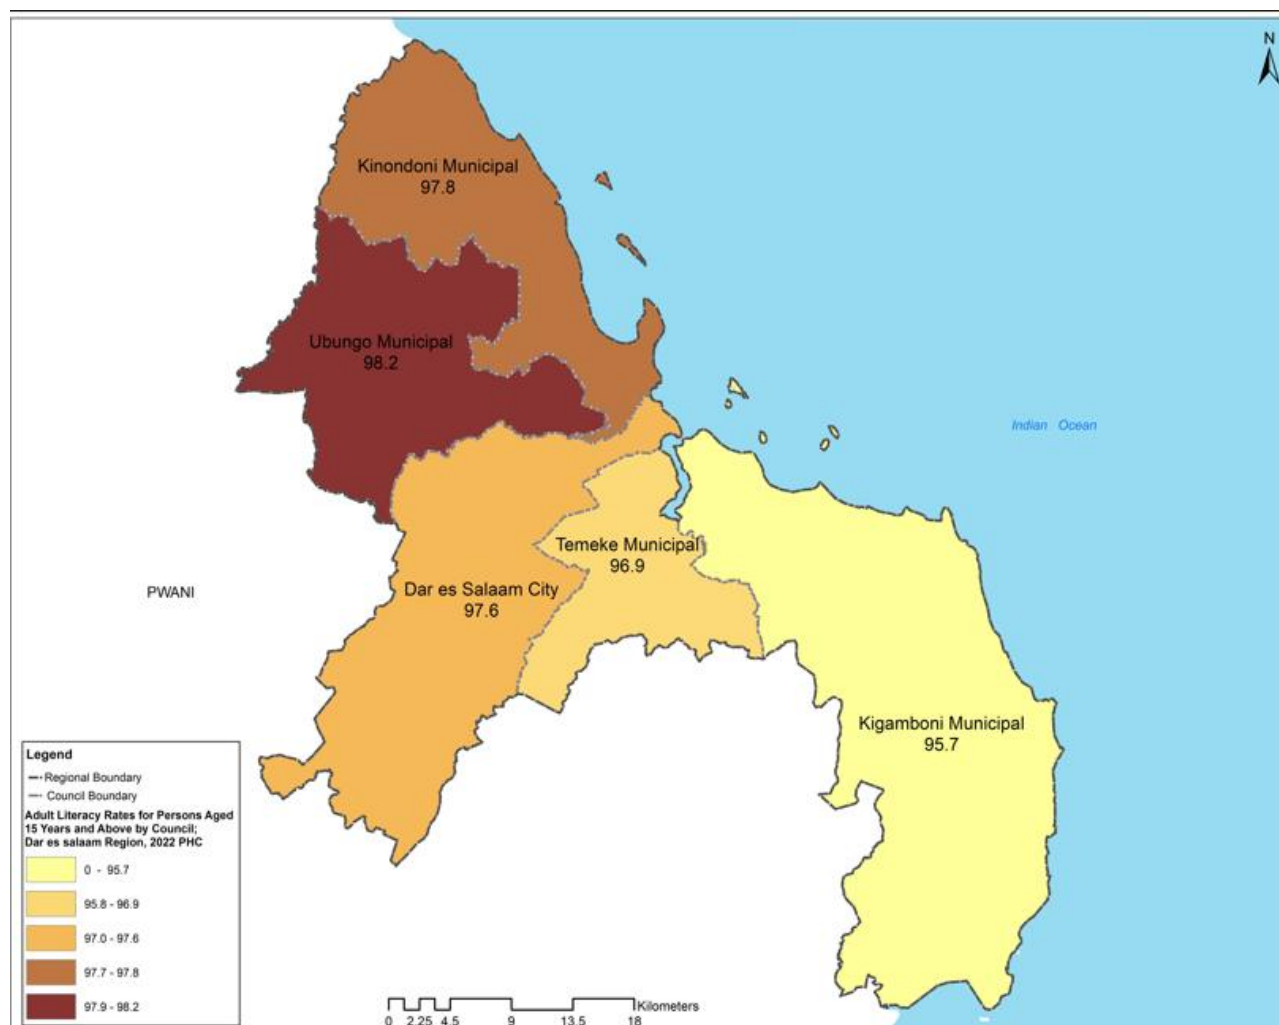 N
Kinondoni Municipal
97.8
Ubungo Municipal
98.2
Indian Ocean
Temeke Municipal
96.9
Dar es Salaam City
97.6
PWANI
Kigamboni Municipal
95.7
Legend
Regional Boundary
Council Boundary
Adult Literacy Rates for Persons Aged
15 Years and Above by Council;
Dar es salaam Region, 2022 PHC
0 - 95.7
95.8 - 96.9
97.0 - 97.6
97.7 - 97.8
97.9 - 98.2
Kilometers
0 2.25 4.5 9 13.5 18